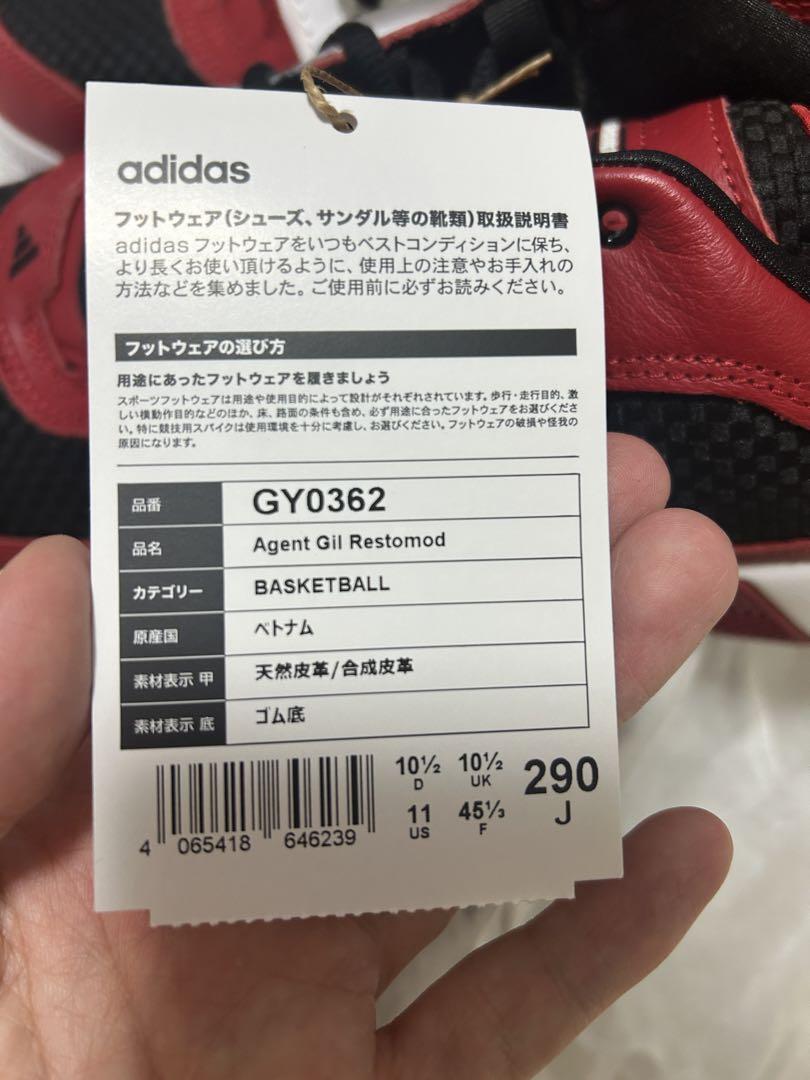 adidas
フットウェア(シューズ、サンダル等の靴類)取扱説明書
adidas フットウェアをいつもベストコンディションに保ち、
より長くお使い頂けるように、使用上の注意やお手入れの
方法などを集めました。ご使用前に必ずお読みください。
フットウェアの選び方
用途にあったフットウェアを履きましょう
スポーツフットウェアは用途や使用目的によって設計がそれぞれされています。歩行・走行目的、激
しい横動作目的などのほか、床、路面の条件も含め、必ず用途に合ったフットウェアをお選びくださ
い。特に競技用スパイクは使用環境を十分に考慮し、お選びください。フットウェアの破損や怪我の
原因になります。
品番 GY0362
品名 Agent Gil Restomod
カテゴリー BASKETBALL
原産国 ベトナム
素材表示 甲 天然皮革/合成皮革
素材表示 底 ゴム底
10½ 10½ 290
D UK J
11 45⅓
US F
4 065418 646239